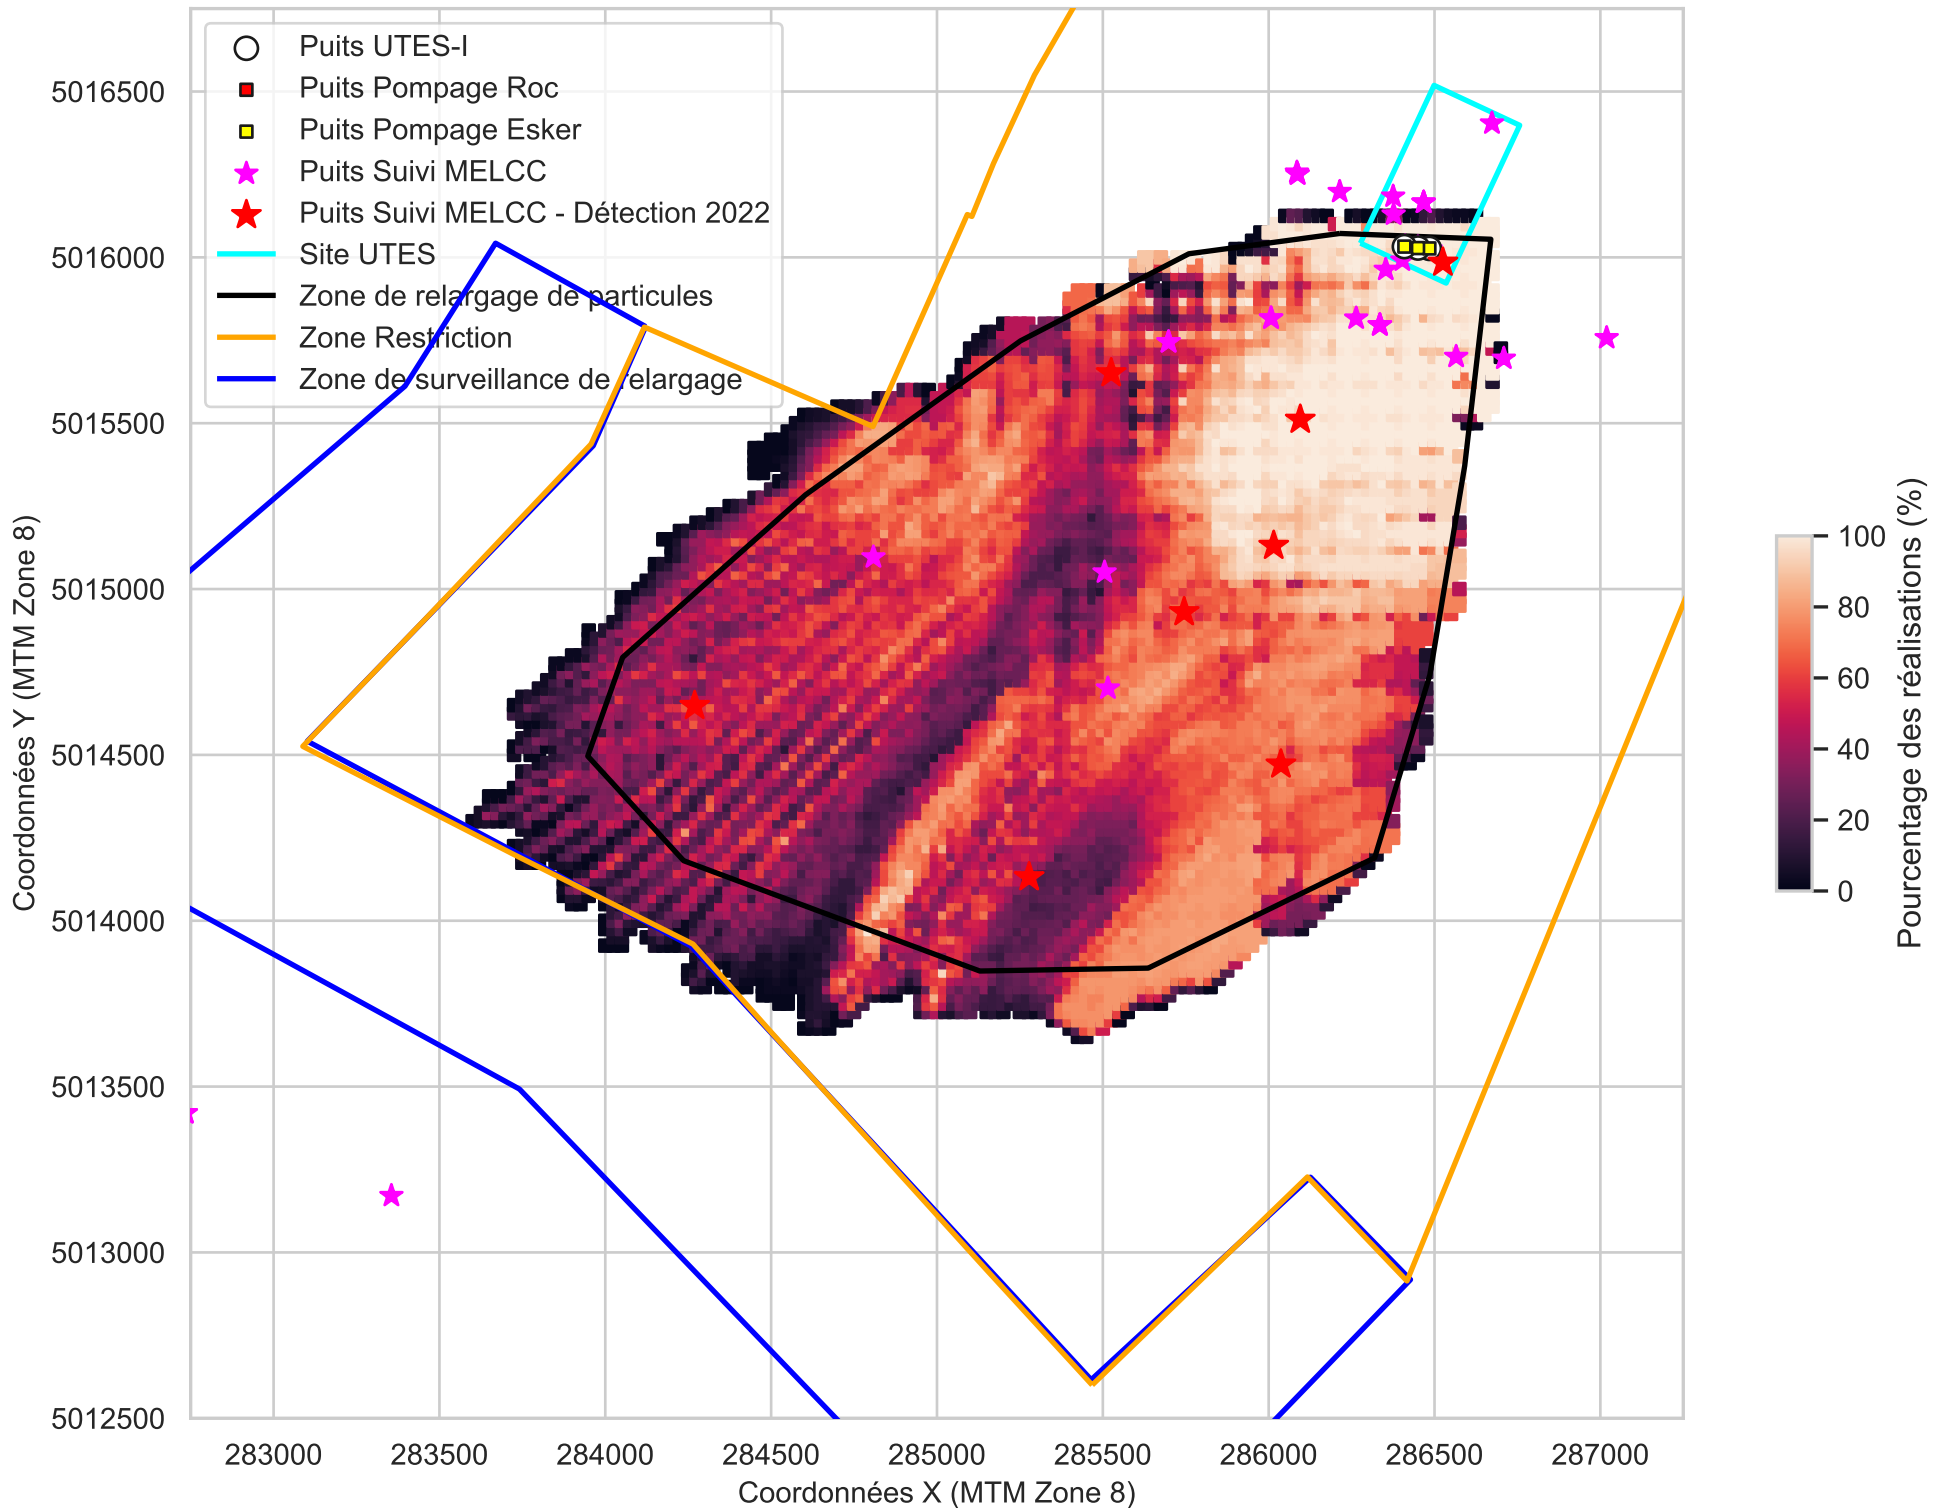 Puits UTES-I
Puits Pompage Roc
Puits Pompage Esker
Puits Suivi MELCC
Puits Suivi MELCC - Détection 2022
Site UTES
Zone de relargage de particules
Zone Restriction
Zone de surveillance de relargage
5016500
5016000
5015500
5015000
5014500
5014000
5013500
5013000
5012500
Coordonnées Y (MTM Zone 8)
283000 283500 284000 284500 285000 285500 286000 286500 287000
Coordonnées X (MTM Zone 8)
100
80
60
40
20
0
Pourcentage des réalisations (%)